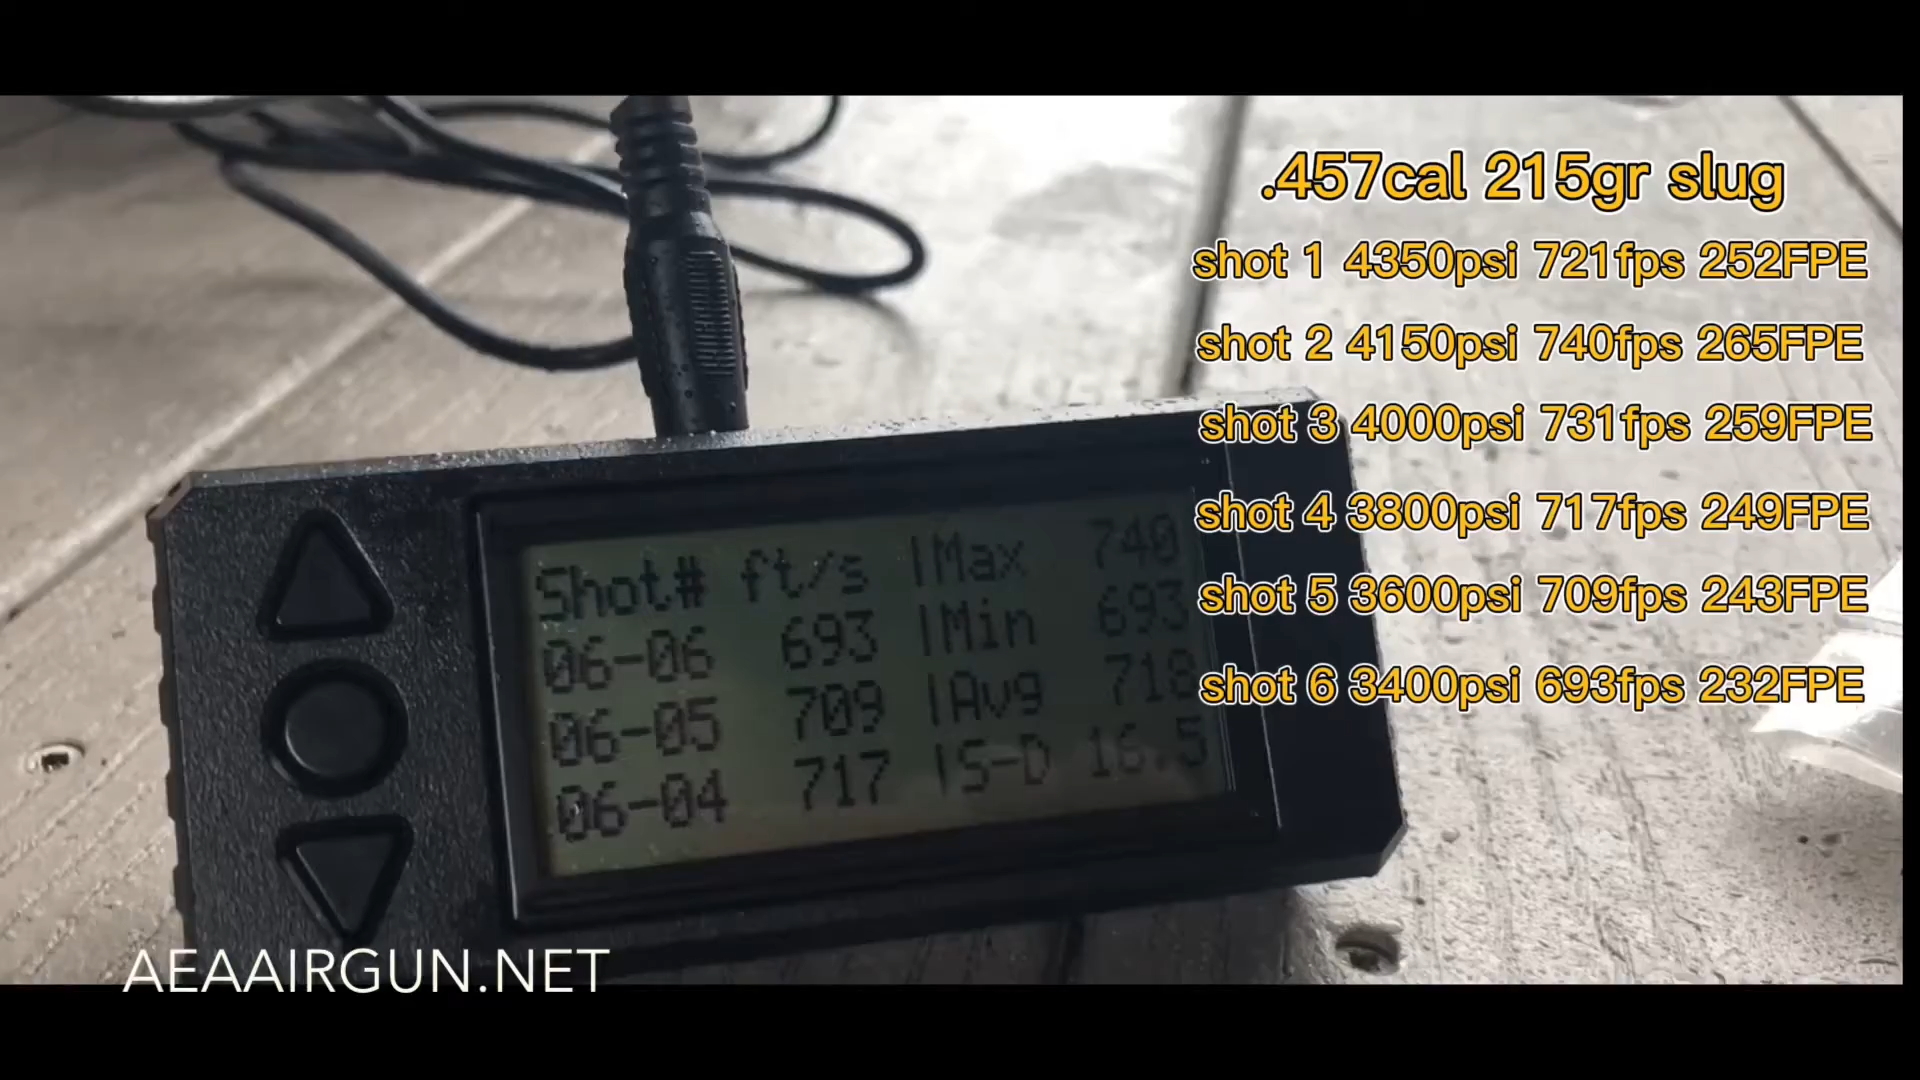 .457cal 215gr slug
shot 1 4350psi 721fps 252FPE
shot 2 4150psi 740fps 265FPE
shot 3 4000psi 731fps 259FPE
shot 4 3800psi 717fps 249FPE
shot 5 3600psi 709fps 243FPE
shot 6 3400psi 693fps 232FPE
Shot# ft/s |Max 740
06-06 693 |Min 693
06-05 709 |Avg 718
06-04 717 |S-D 16.5
AEAAIRGUN.NET